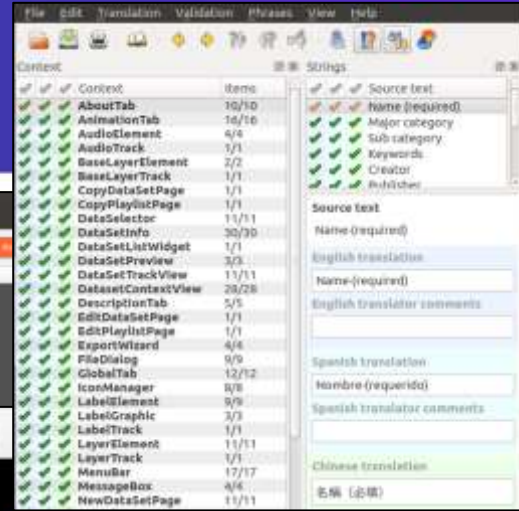 File Edit Translation Validation Phrases View Help
Context
Context Items
AboutTab 10/10
AnimationTab 16/16
AudioElement 4/4
AudioTrack 1/1
BaseLayerElement 2/2
BaseLayerTrack 1/1
CopyDataSetPage 1/1
CopyPlaylistPage 1/1
DataSelector 11/11
DataSetInfo 30/30
DataSetListWidget 1/1
DataSetPreview 3/3
DataSetTrackView 11/11
DatasetContextView 28/28
DescriptionTab 5/5
EditDataSetPage 1/1
EditPlaylistPage 1/1
ExportWizard 4/4
FileDialog 9/9
GlobalTab 12/12
IconManager 8/8
LabelElement 9/9
LabelGraphic 3/3
LabelTrack 1/1
LayerElement 11/11
LayerTrack 1/1
MenuBar 17/17
MessageBox 4/4
NewDataSetPage 11/11
Strings
Source text
Name (required)
Major category
Sub category
Keywords
Creator
Publisher
Source text
Name (required)
English translation
Name (required)
English translator comments
Spanish translation
Nombre (requerido)
Spanish translator comments
Chinese translation
名稱（必填）